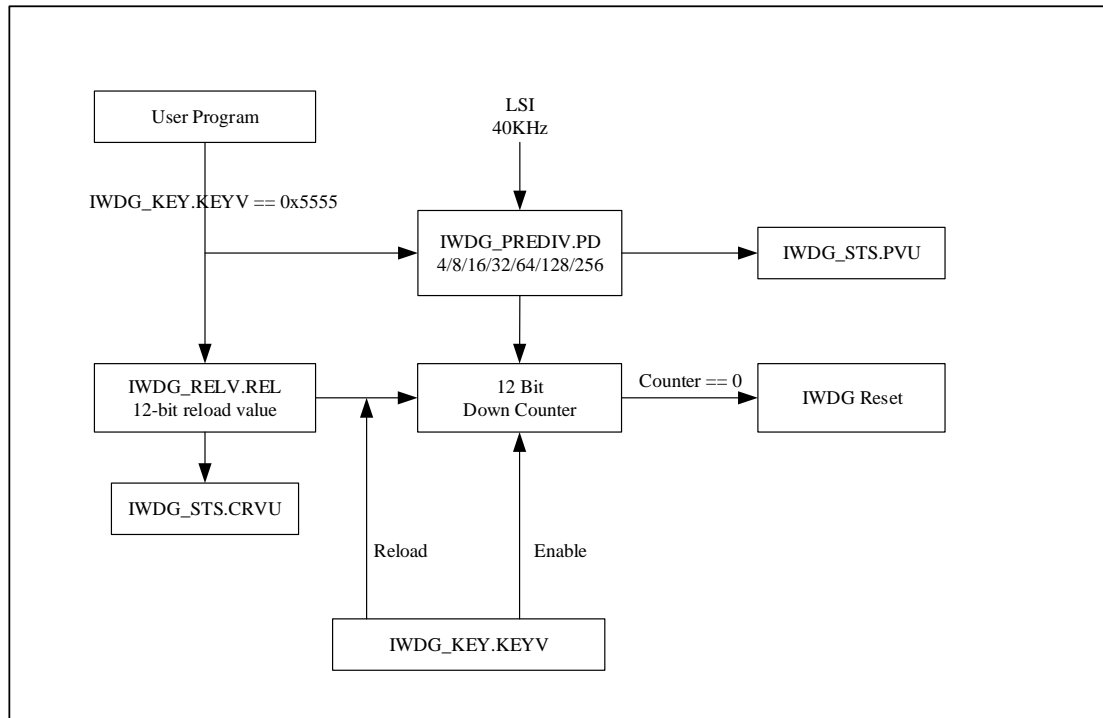 User Program
LSI
40KHz
IWDG_KEY.KEYV == 0x5555
IWDG_PREDIV.PD
4/8/16/32/64/128/256
IWDG_STS.PVU
IWDG_RELV.REL
12-bit reload value
12 Bit
Down Counter
Counter == 0
IWDG Reset
IWDG_STS.CRVU
Reload
Enable
IWDG_KEY.KEYV